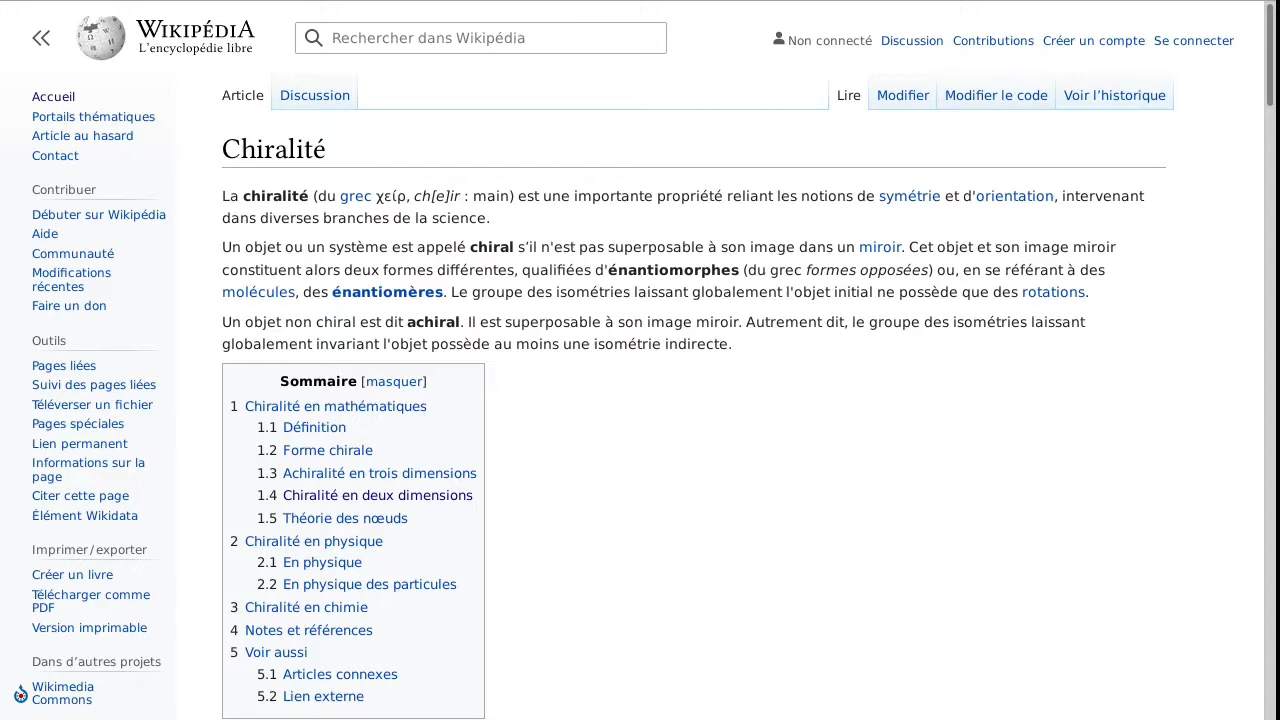 WIKIPÉDIA
L'encyclopédie libre
Rechercher dans Wikipédia
Non connecté Discussion Contributions Créer un compte Se connecter
Article Discussion Lire Modifier Modifier le code Voir l’historique
Accueil
Portails thématiques
Article au hasard
Contact
Contribuer
Débuter sur Wikipédia
Aide
Communauté
Modifications
récentes
Faire un don
Outils
Pages liées
Suivi des pages liées
Téléverser un fichier
Pages spéciales
Lien permanent
Informations sur la
page
Citer cette page
Élément Wikidata
Imprimer/exporter
Créer un livre
Télécharger comme
PDF
Version imprimable
Dans d’autres projets
Wikimedia
Commons
Chiralité
La chiralité (du grec χείρ, ch[e]ir : main) est une importante propriété reliant les notions de symétrie et d'orientation, intervenant
dans diverses branches de la science.
Un objet ou un système est appelé chiral s’il n'est pas superposable à son image dans un miroir. Cet objet et son image miroir
constituent alors deux formes différentes, qualifiées d'énantiomorphes (du grec formes opposées) ou, en se référant à des
molécules, des énantiomères. Le groupe des isométries laissant globalement l'objet initial ne possède que des rotations.
Un objet non chiral est dit achiral. Il est superposable à son image miroir. Autrement dit, le groupe des isométries laissant
globalement invariant l'objet possède au moins une isométrie indirecte.
Sommaire [masquer]
1 Chiralité en mathématiques
1.1 Définition
1.2 Forme chirale
1.3 Achiralité en trois dimensions
1.4 Chiralité en deux dimensions
1.5 Théorie des nœuds
2 Chiralité en physique
2.1 En physique
2.2 En physique des particules
3 Chiralité en chimie
4 Notes et références
5 Voir aussi
5.1 Articles connexes
5.2 Lien externe